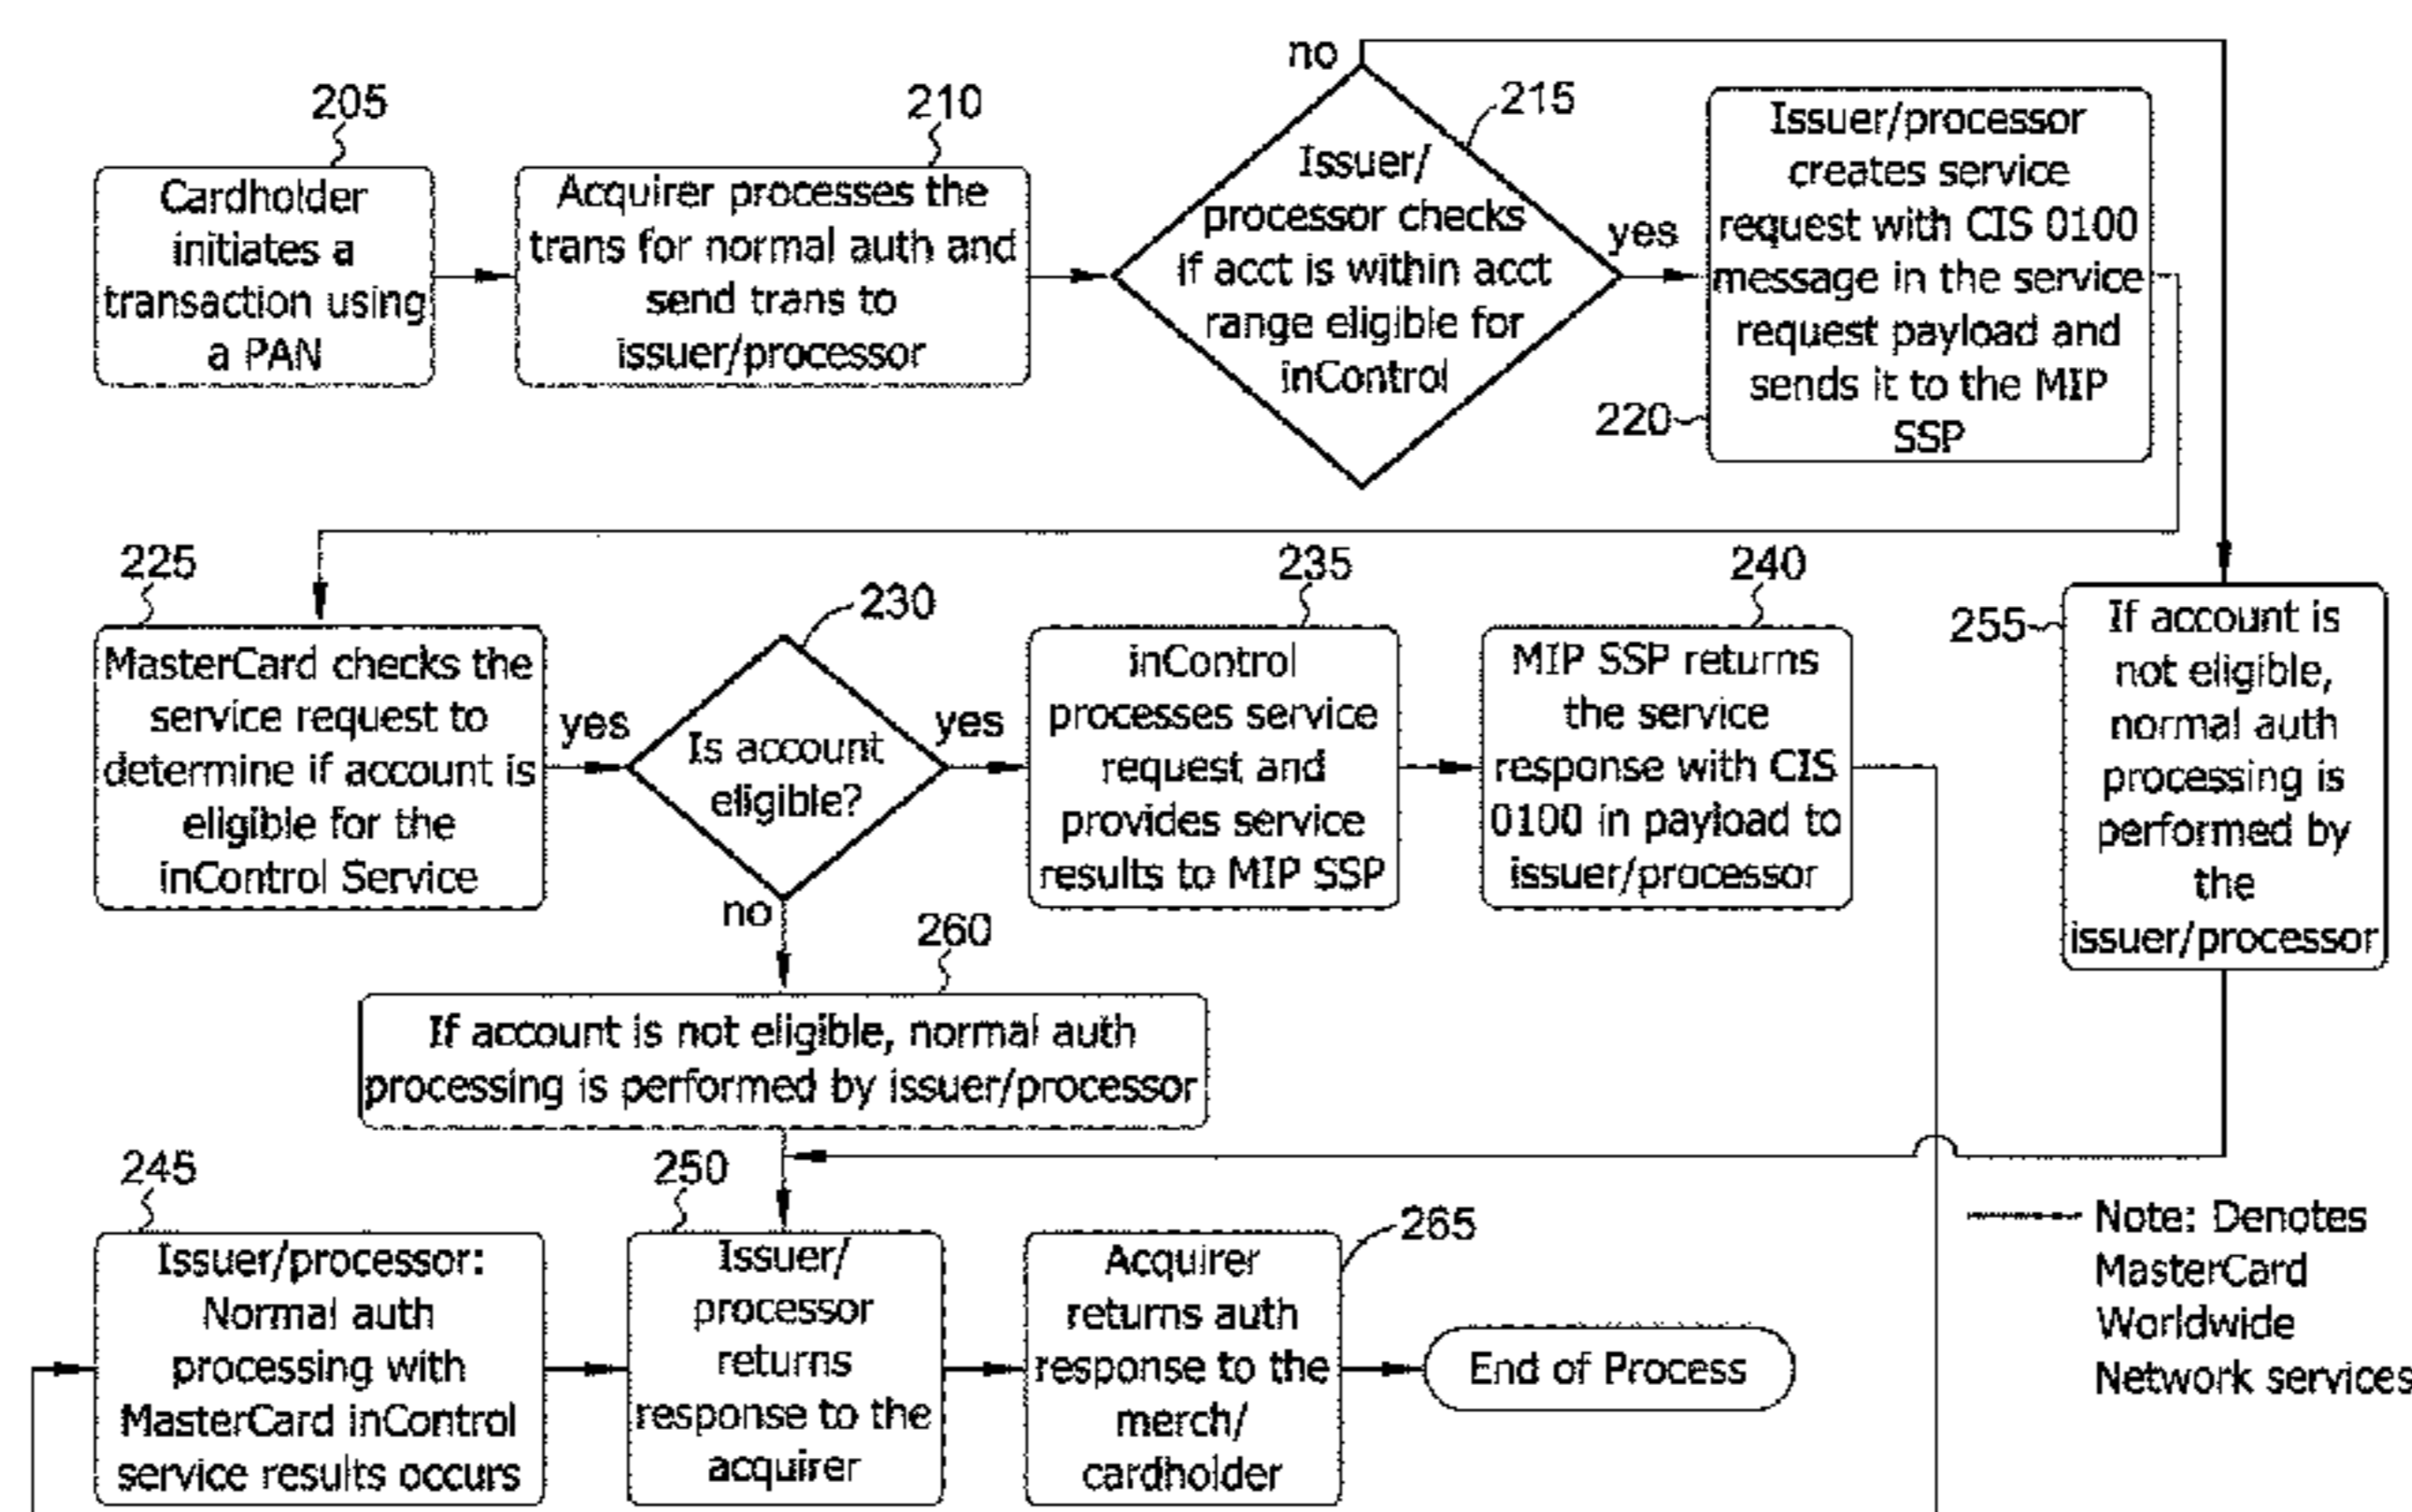 205
Cardholder
initiates a
transaction using
a PAN
210
Acquirer processes the
trans for normal auth and
send trans to
issuer/processor
no
215
Issuer/
processor checks
if acct is within acct
range eligible for
inControl
yes
Issuer/processor
creates service
request with CIS 0100
message in the service
request payload and
sends it to the MIP
SSP
220
225
MasterCard checks the
service request to
determine if account is
eligible for the
inControl Service
yes
230
Is account
eligible?
yes
no
235
inControl
processes service
request and
provides service
results to MIP SSP
240
MIP SSP returns
the service
response with CIS
0100 in payload to
issuer/processor
255
If account is
not eligible,
normal auth
processing is
performed by
the
issuer/processor
260
If account is not eligible, normal auth
processing is performed by issuer/processor
245
Issuer/processor:
Normal auth
processing with
MasterCard inControl
service results occurs
250
Issuer/
processor
returns
response to the
acquirer
265
Acquirer
returns auth
response to the
merch/
cardholder
End of Process
Note: Denotes
MasterCard
Worldwide
Network services